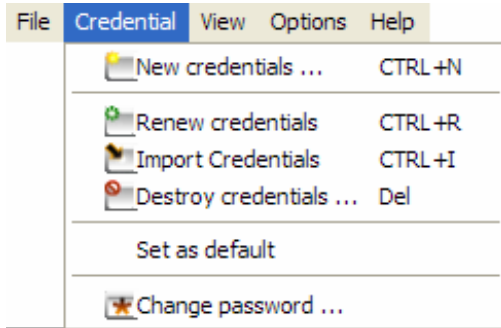 File Credential View Options Help
New credentials ... CTRL+N
Renew credentials CTRL+R
Import Credentials CTRL+I
Destroy credentials ... Del
Set as default
Change password ...